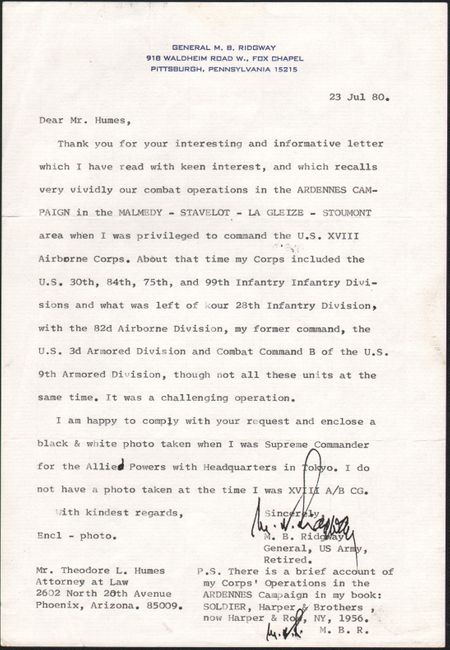 GENERAL M. B. RIDGWAY
918 WALDHEIM ROAD W., FOX CHAPEL
PITTSBURGH, PENNSYLVANIA 15215
23 Jul 80.
Dear Mr. Humes,
Thank you for your interesting and informative letter
which I have read with keen interest, and which recalls
very vividly our combat operations in the ARDENNES CAM-
PAIGN in the MALMEDY - STAVELOT - LA GLEIZE - STOUMONT
area when I was privileged to command the U.S. XVIII
Airborne Corps. About that time my Corps included the
U.S. 30th, 84th, 75th, and 99th Infantry Infantry Divi-
sions and what was left of our 28th Infantry Division,
with the 82d Airborne Division, my former command, the
U.S. 3d Armored Division and Combat Command B of the U.S.
9th Armored Division, though not all these units at the
same time. It was a challenging operation.
I am happy to comply with your request and enclose a
black & white photo taken when I was Supreme Commander
for the Allied Powers with Headquarters in Tokyo. I do
not have a photo taken at the time I was XVIII A/B CG.
With kindest regards, Sincerely,
M. B. Ridgway
Encl - photo. M. B. Ridgway
General, US Army,
Retired.
Mr. Theodore L. Humes
Attorney at Law
2602 North 20th Avenue
Phoenix, Arizona. 85009.
P.S. There is a brief account of
my Corps' Operations in the
ARDENNES Campaign in my book:
SOLDIER, Harper & Brothers ,
now Harper & Row, NY, 1956.
M.B.R. M. B. R.